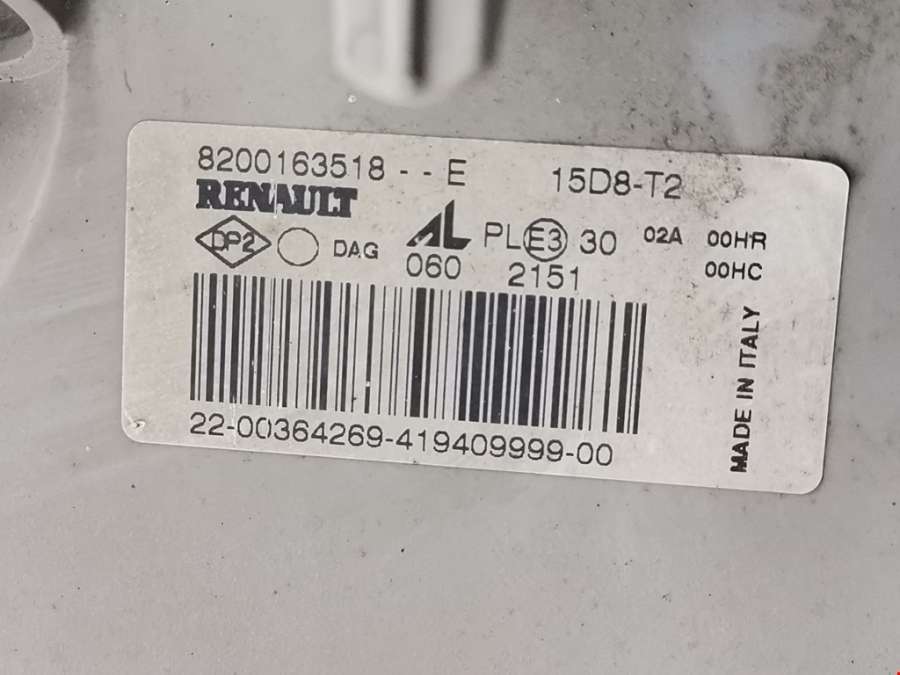 8200163518 - - E 15D8-T2
RENAULT
DP2 DAG AL PL E3 30 02A 00HR
060 2151 00HC
22-00364269-419409999-00
MADE IN ITALY